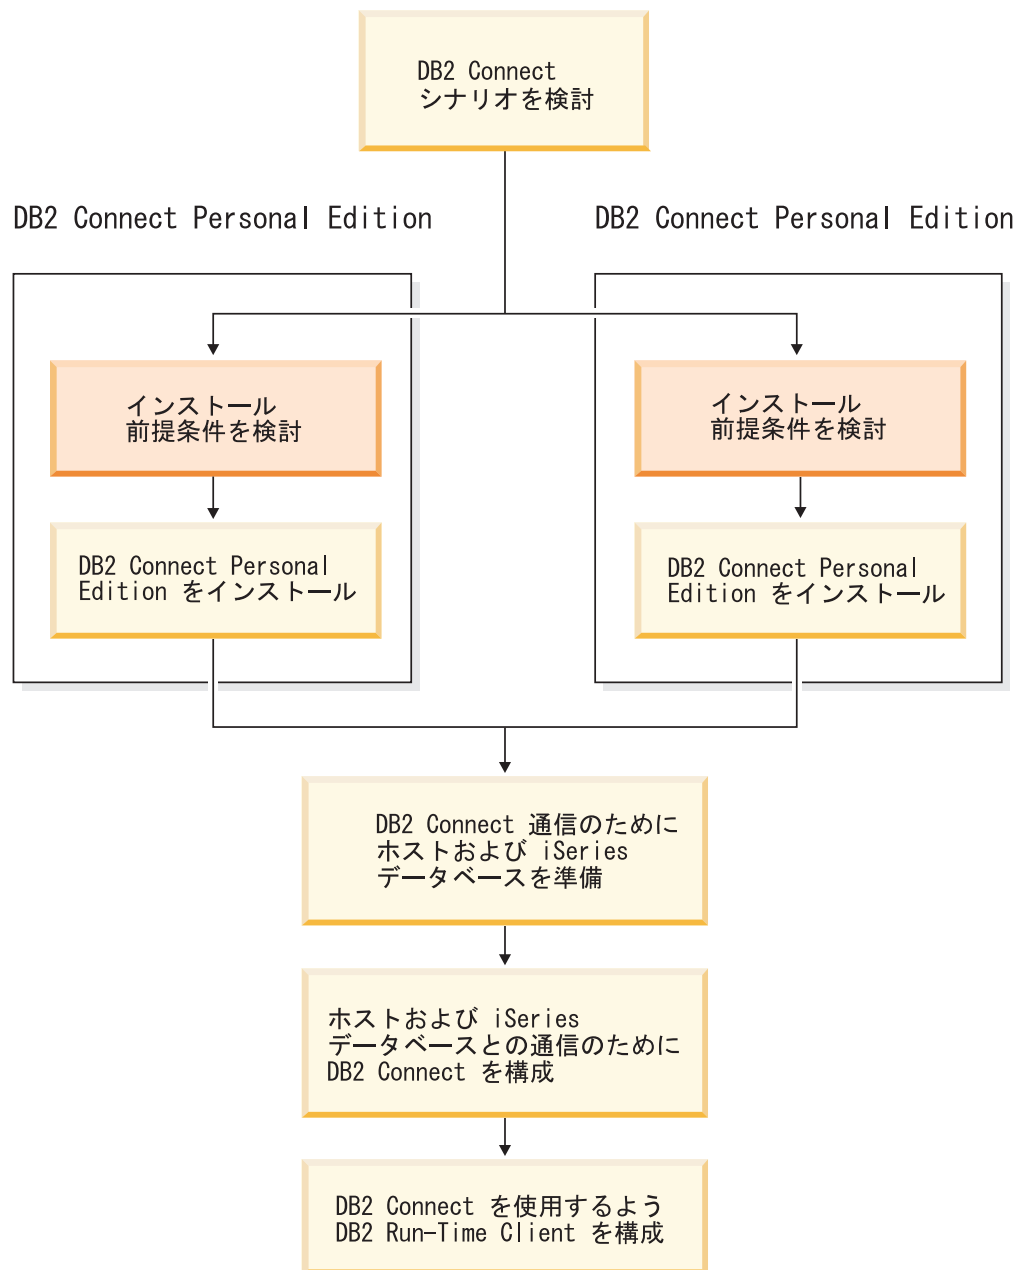 DB2 Connect
シナリオを検討
DB2 Connect Personal Edition
DB2 Connect Personal Edition
インストール
前提条件を検討
インストール
前提条件を検討
DB2 Connect Personal
Edition をインストール
DB2 Connect Personal
Edition をインストール
DB2 Connect 通信のために
ホストおよび iSeries
データベースを準備
ホストおよび iSeries
データベースとの通信のために
DB2 Connect を構成
DB2 Connect を使用するよう
DB2 Run-Time Client を構成